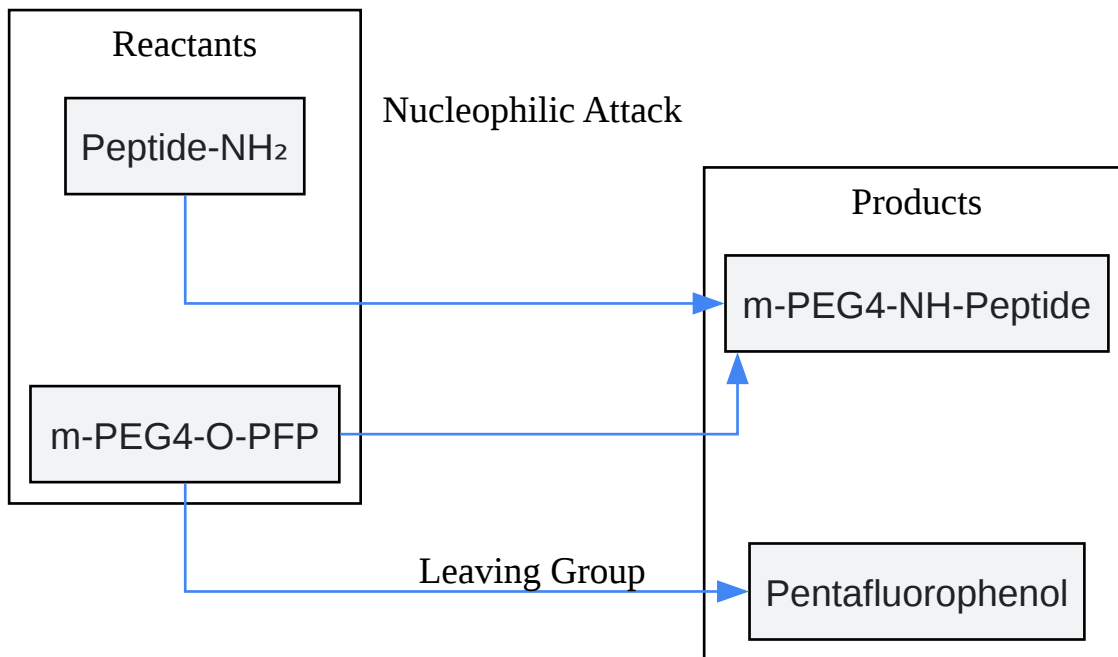 Reactants
Peptide-NH₂
Nucleophilic Attack
Products
m-PEG4-NH-Peptide
m-PEG4-O-PFP
Leaving Group
Pentafluorophenol